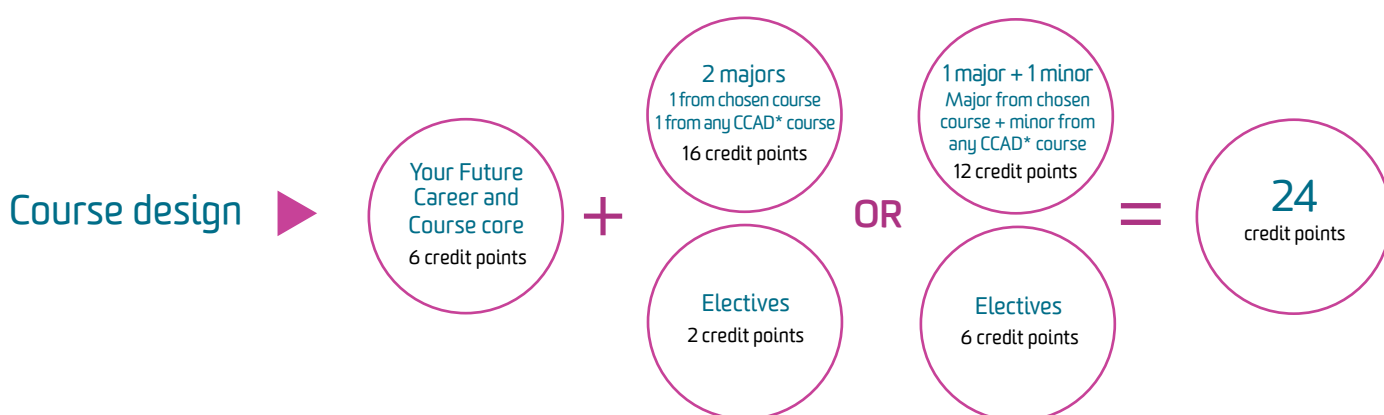 Course design
Your Future
Career and
Course core
6 credit points
+
2 majors
1 from chosen course
1 from any CCAD* course
16 credit points
Electives
2 credit points
OR
1 major + 1 minor
Major from chosen
course + minor from
any CCAD* course
12 credit points
Electives
6 credit points
=
24
credit points